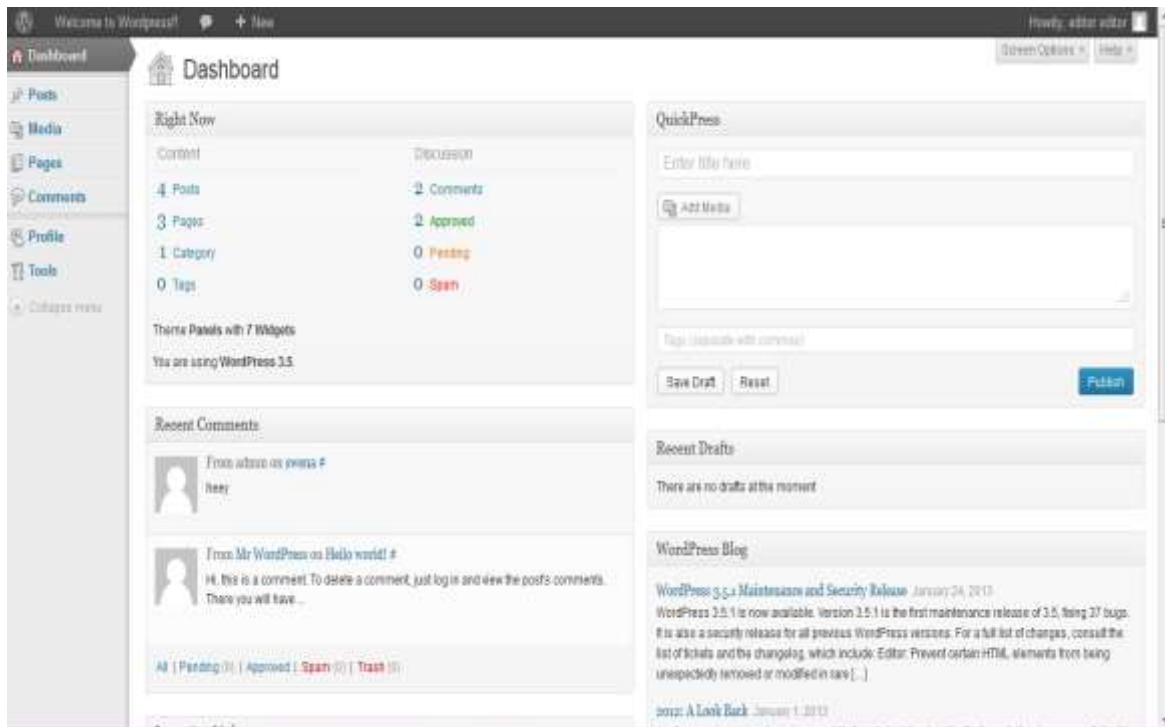 Welcome to Wordpress!!
+ New
Howdy, editor editor
Dashboard
Posts
Media
Pages
Comments
Profile
Tools
Collapse menu
Screen Options
Help
Dashboard
Right Now
Content
Discussion
4 Posts
2 Comments
3 Pages
2 Approved
1 Category
0 Pending
0 Tags
0 Spam
Theme Panels with 7 Widgets
You are using WordPress 3.5.
Recent Comments
From admin on #
heey
From Mr WordPress on Hello world! #
Hi, this is a comment. To delete a comment, just log in and view the post's comments.
There you will have ...
All | Pending (0) | Approved | Spam (0) | Trash (0)
QuickPress
Enter title here
Add Media
Tags (separate with commas)
Save Draft
Reset
Publish
Recent Drafts
There are no drafts at the moment
WordPress Blog
WordPress 3.5.1 Maintenance and Security Release January 24, 2013
WordPress 3.5.1 is now available. Version 3.5.1 is the first maintenance release of 3.5, fixing 37 bugs.
It is also a security release for all previous WordPress versions. For a full list of changes, consult the
list of tickets and the changelog, which include: Editor: Prevent certain HTML elements from being
unexpectedly removed or modified in rare […]
2012: A Look Back January 1, 2013